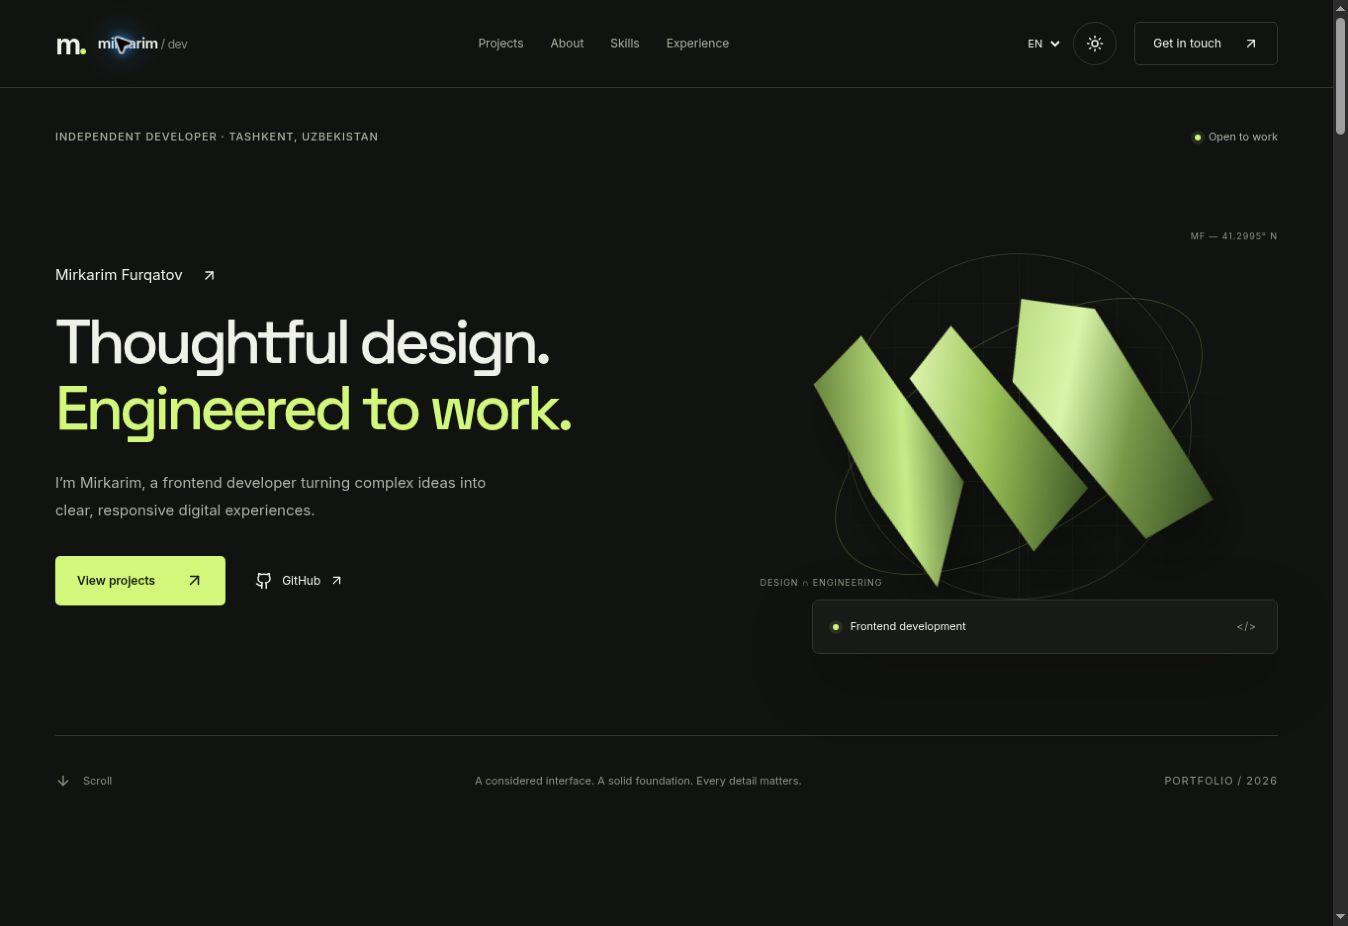 m. mirkarim / dev
Projects About Skills Experience
EN
Get in touch
INDEPENDENT DEVELOPER · TASHKENT, UZBEKISTAN
Open to work
MF — 41.2995° N
Mirkarim Furqatov
Thoughtful design.
Engineered to work.
I’m Mirkarim, a frontend developer turning complex ideas into
clear, responsive digital experiences.
View projects
GitHub
DESIGN ∩ ENGINEERING
Frontend development
</>
Scroll
A considered interface. A solid foundation. Every detail matters.
PORTFOLIO / 2026